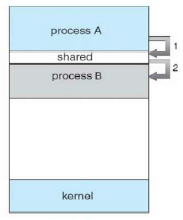 process A
1
shared
2
process B
kernel